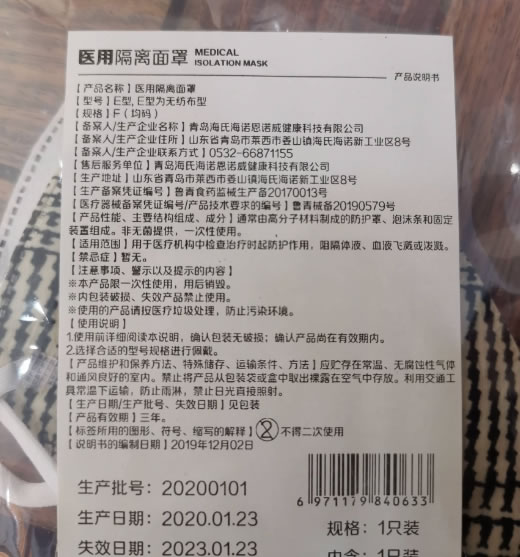 医用隔离面罩 MEDICAL ISOLATION MASK
产品说明书
【产品名称】医用隔离面罩
【型号】E型,E型为无纺布型
【规格】F（均码）
【备案人/生产企业名称】青岛海氏海诺恩诺威健康科技有限公司
【备案人/生产企业住所】山东省青岛市莱西市姜山镇海氏海诺新工业区8号
【备案人/生产企业联系方式】0532-66871155
【售后服务单位】青岛海氏海诺恩诺威健康科技有限公司
【生产地址】山东省青岛市莱西市姜山镇海氏海诺新工业区8号
【生产备案凭证编号】鲁青食药监械生产备20170013号
【医疗器械备案凭证编号/产品技术要求的编号】鲁青械备20190579号
【产品性能、主要结构组成、成分】通常由高分子材料制成的防护罩、泡沫条和固定
装置组成。非无菌提供，一次性使用。
【适用范围】用于医疗机构中检查治疗时起防护作用，阻隔体液、血液飞溅或泼溅。
【禁忌症】暂无。
【注意事项、警示以及提示的内容】
※本产品限一次性使用，用后销毁。
※内包装破损、失效产品禁止使用。
※使用的产品请按医疗垃圾处理，防止污染环境。
【使用说明】
1.使用前详细阅读本说明，确认包装无破损；确认产品尚在有效期内。
2.选择合适的型号规格进行佩戴。
【产品维护和保养方法、特殊储存、运输条件、方法】应贮存在常温、无腐蚀性气体
和通风良好的室内。禁止将产品从包装袋或盒中取出裸露在空气中存放。利用交通工
具常温下运输，防止雨淋，禁止日光直接照射。
【生产日期/生产批号、失效日期】见包装
【产品有效期】三年。
【标签所用的图形、符号、缩写的解释】 2 不得二次使用
【说明书的编制日期】2019年12月02日
生产批号：20200101
6 971179 840633
生产日期：2020.01.23
规格：1只装
失效日期：2023.01.23
内含：1只装